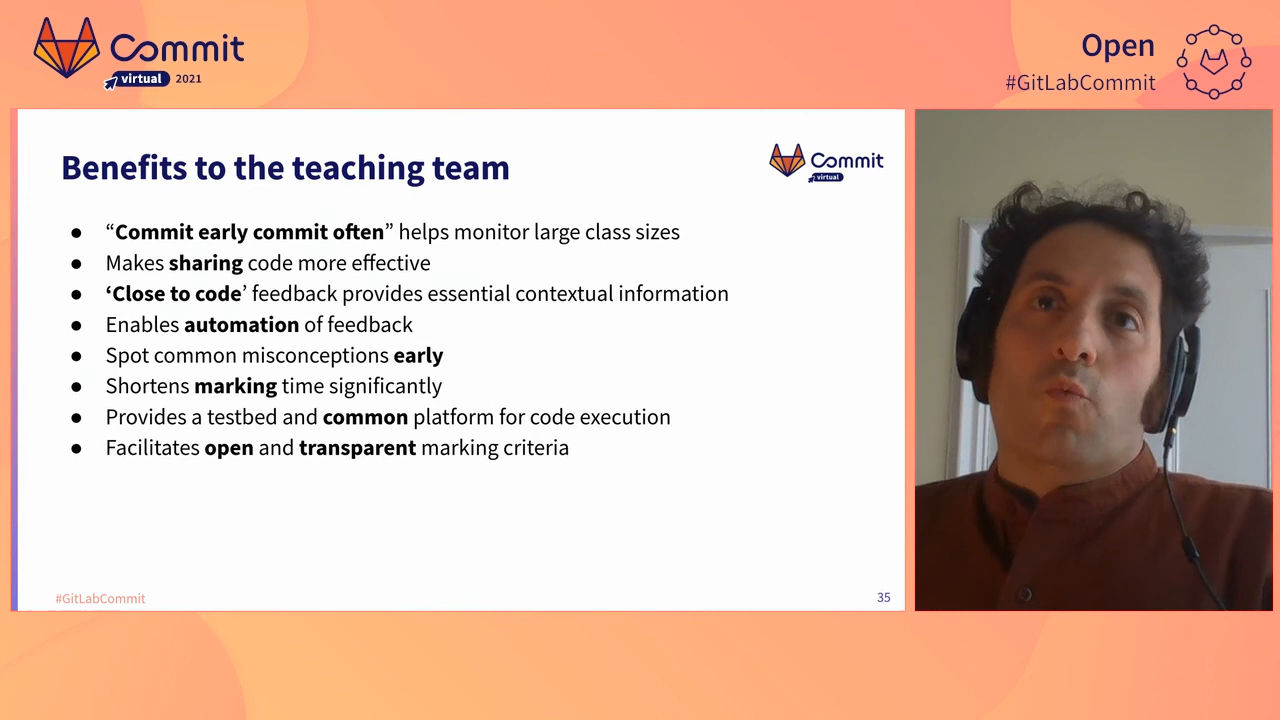 Commit
virtual 2021
Open
#GitLabCommit
Benefits to the teaching team
Commit
virtual
● “Commit early commit often” helps monitor large class sizes
● Makes sharing code more effective
● ‘Close to code’ feedback provides essential contextual information
● Enables automation of feedback
● Spot common misconceptions early
● Shortens marking time significantly
● Provides a testbed and common platform for code execution
● Facilitates open and transparent marking criteria
#GitLabCommit
35